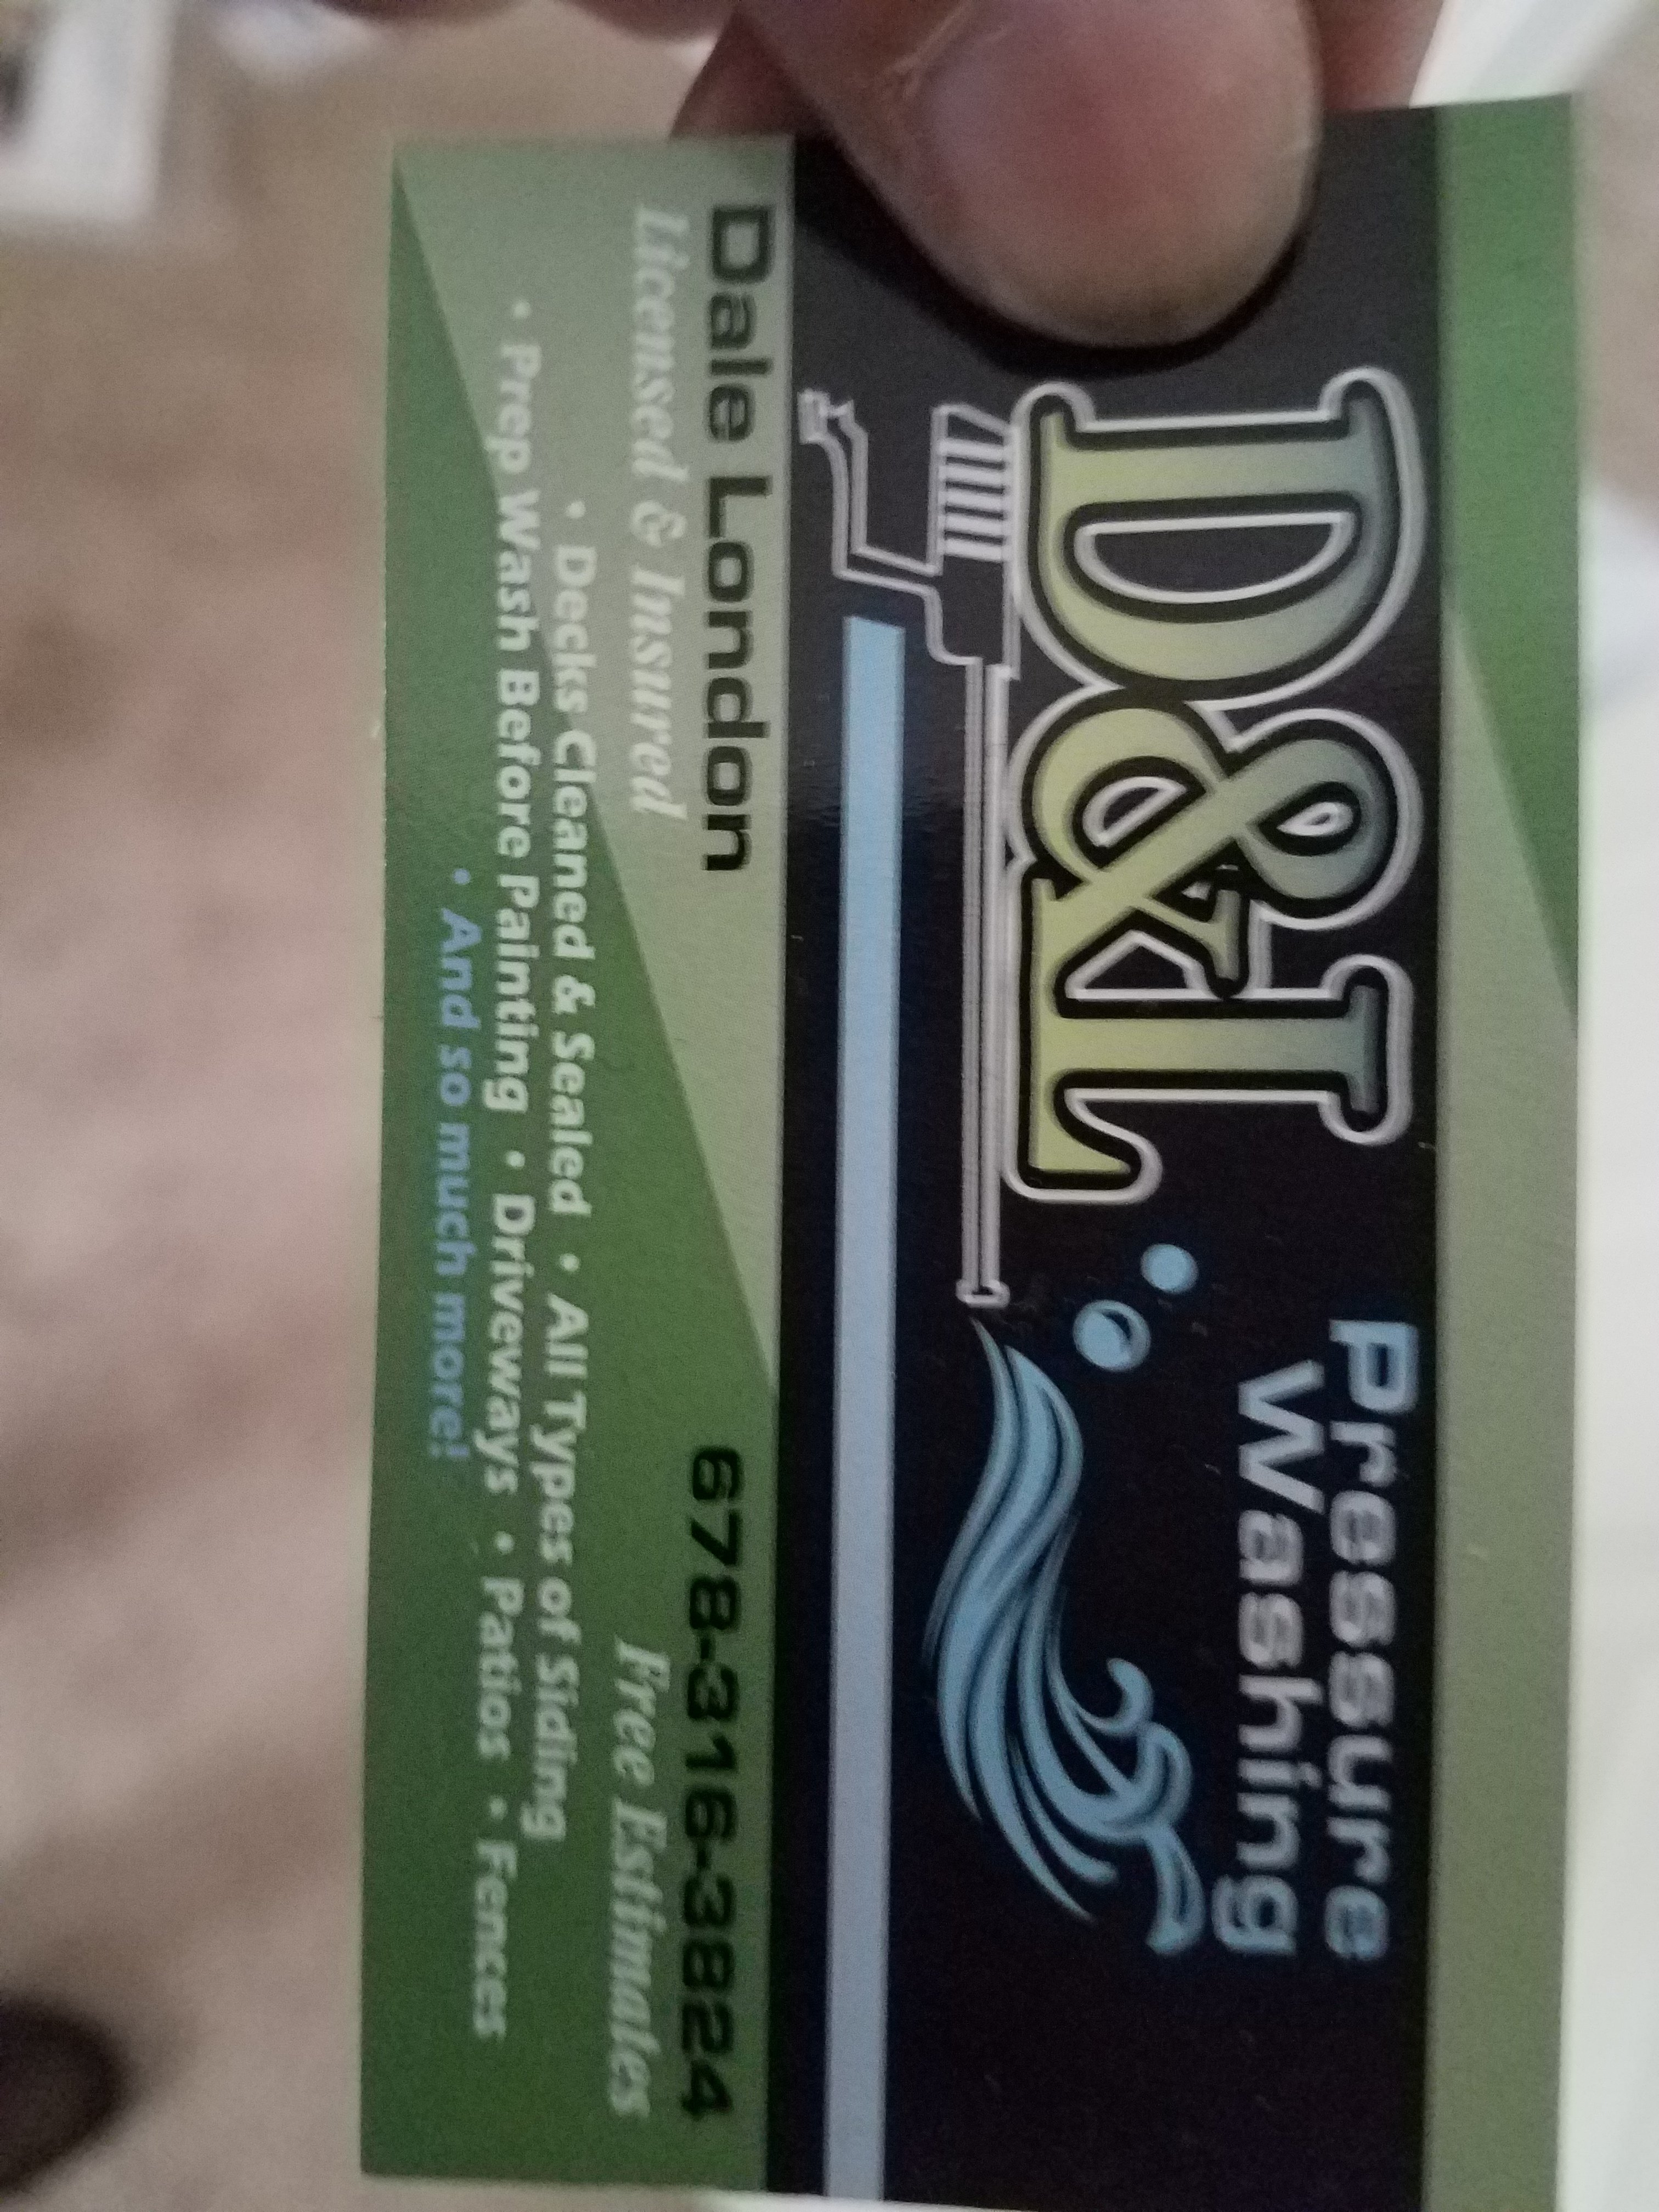 D&L
Pressure
Washing
Dale London
678-316-3824
Licensed & Insured
Free Estimates
• Decks Cleaned & Sealed • All Types of Siding
• Prep Wash Before Painting • Driveways • Patios • Fences
• And so much more!